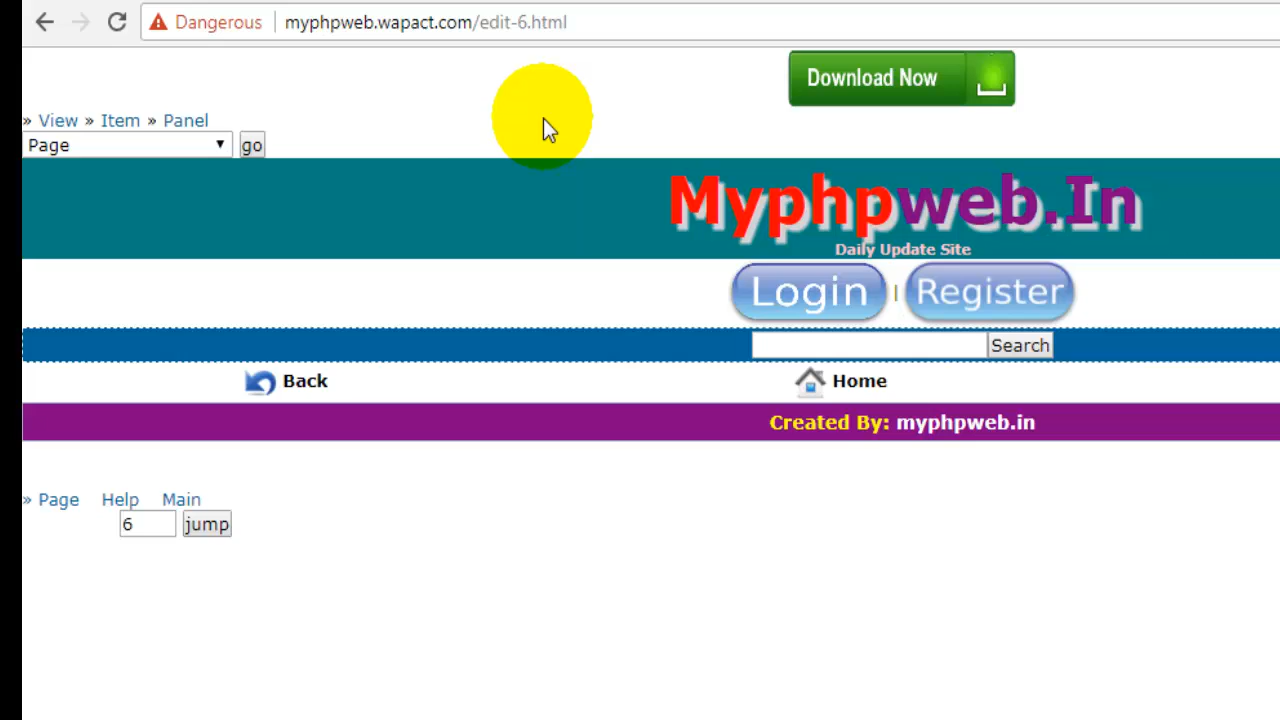 Dangerous myphpweb.wapact.com/edit-6.html
Download Now
» View » Item » Panel
Page go
Myphpweb.In
Daily Update Site
Login | Register
Search
Back Home
Created By: myphpweb.in
» Page Help Main
6 jump